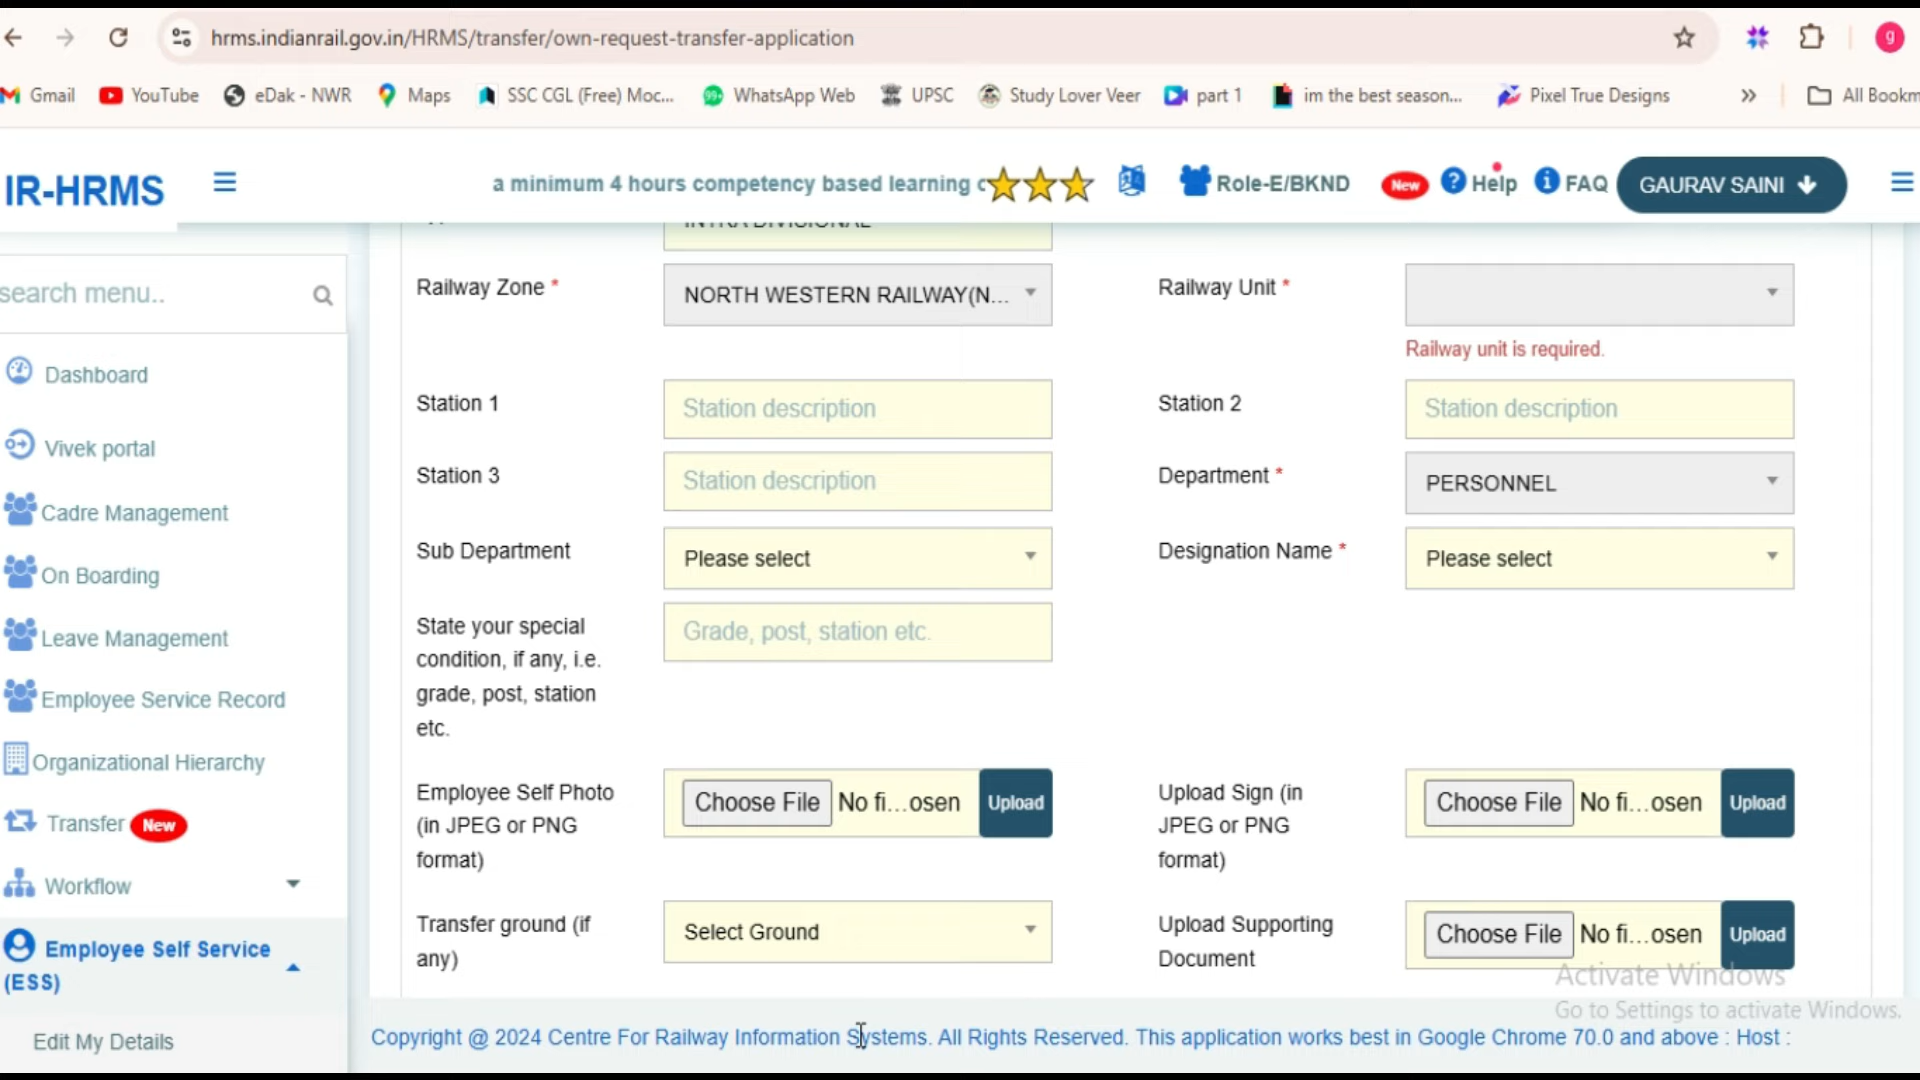 hrms.indianrail.gov.in/HRMS/transfer/own-request-transfer-application
g
Gmail YouTube eDak - NWR Maps SSC CGL (Free) Moc... 99+ WhatsApp Web UPSC Study Lover Veer part 1 im the best season... Pixel True Designs » All Bookm
IR-HRMS a minimum 4 hours competency based learning c Role-E/BKND New Help FAQ GAURAV SAINI
INTRA DIVISIONAL
search menu..
Railway Zone * NORTH WESTERN RAILWAY(N... Railway Unit *
Railway unit is required.
Dashboard
Station 1 Station description Station 2 Station description
Vivek portal
Station 3 Station description Department * PERSONNEL
Cadre Management
Sub Department Please select Designation Name * Please select
On Boarding
State your special
condition, if any, i.e.
grade, post, station
etc.
Grade, post, station etc.
Leave Management
Employee Service Record
Organizational Hierarchy
Employee Self Photo
(in JPEG or PNG
format)
Choose File No fi...osen Upload
Upload Sign (in
JPEG or PNG
format)
Choose File No fi...osen Upload
Transfer New
Workflow
Transfer ground (if
any)
Select Ground
Upload Supporting
Document
Choose File No fi...osen Upload
Employee Self Service
(ESS)
Edit My Details
Activate Windows
Go to Settings to activate Windows.
Copyright @ 2024 Centre For Railway Information Systems. All Rights Reserved. This application works best in Google Chrome 70.0 and above : Host :